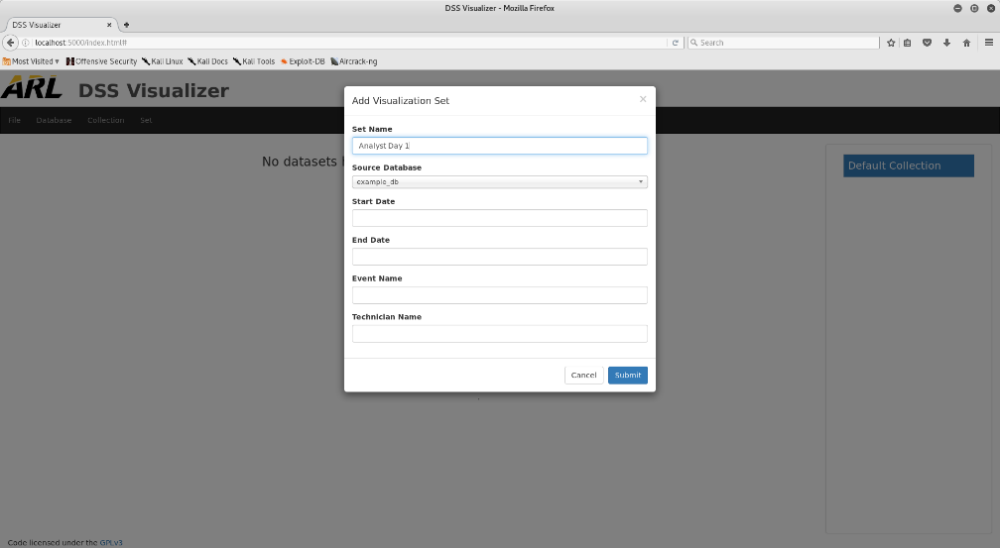 DSS Visualizer - Mozilla Firefox
DSS Visualizer
localhost:5000/index.html#
Search
Most Visited
Offensive Security
Kali Linux
Kali Docs
Kali Tools
Exploit-DB
Aircrack-ng
ARL
DSS Visualizer
File
Database
Collection
Set
No datasets
Default Collection
Add Visualization Set
Set Name
Analyst Day 1
Source Database
example_db
Start Date
End Date
Event Name
Technician Name
Cancel
Submit
Code licensed under the GPLv3